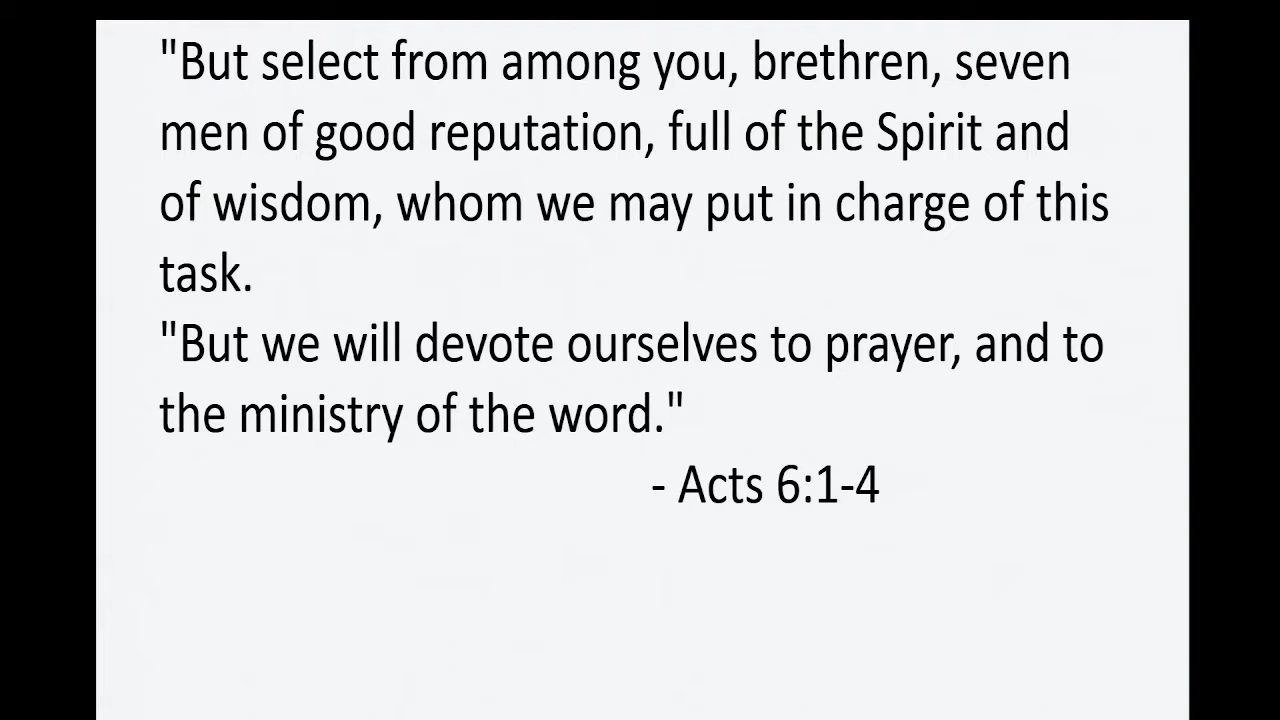 "But select from among you, brethren, seven
men of good reputation, full of the Spirit and
of wisdom, whom we may put in charge of this
task.
"But we will devote ourselves to prayer, and to
the ministry of the word."
- Acts 6:1-4